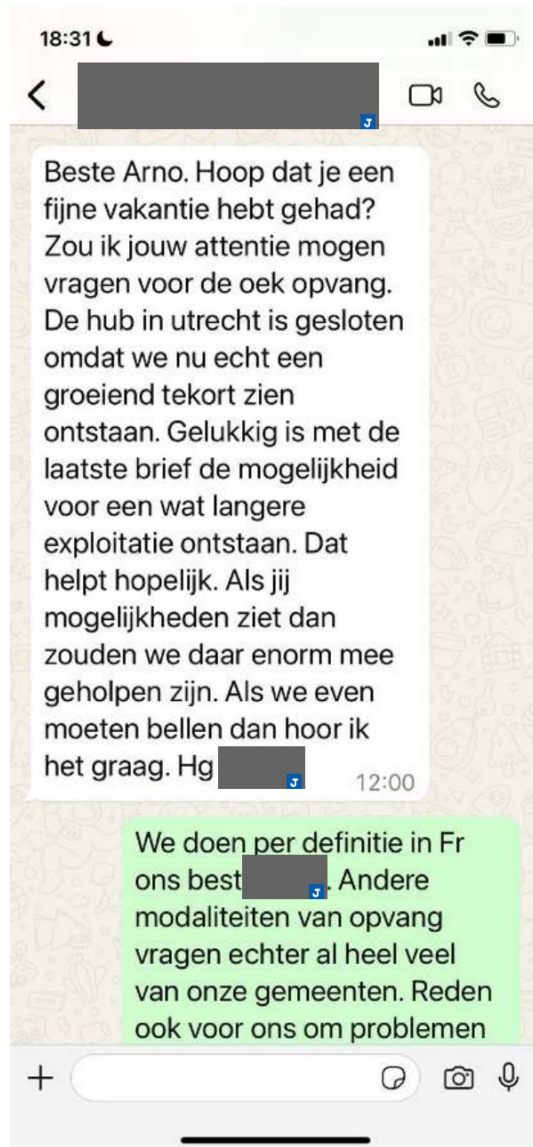 18:31
J
Beste Arno. Hoop dat je een
fijne vakantie hebt gehad?
Zou ik jouw attentie mogen
vragen voor de oek opvang.
De hub in utrecht is gesloten
omdat we nu echt een
groeiend tekort zien
ontstaan. Gelukkig is met de
laatste brief de mogelijkheid
voor een wat langere
exploitatie ontstaan. Dat
helpt hopelijk. Als jij
mogelijkheden ziet dan
zouden we daar enorm mee
geholpen zijn. Als we even
moeten bellen dan hoor ik
het graag. Hg J
12:00
We doen per definitie in Fr
ons best J. Andere
modaliteiten van opvang
vragen echter al heel veel
van onze gemeenten. Reden
ook voor ons om problemen